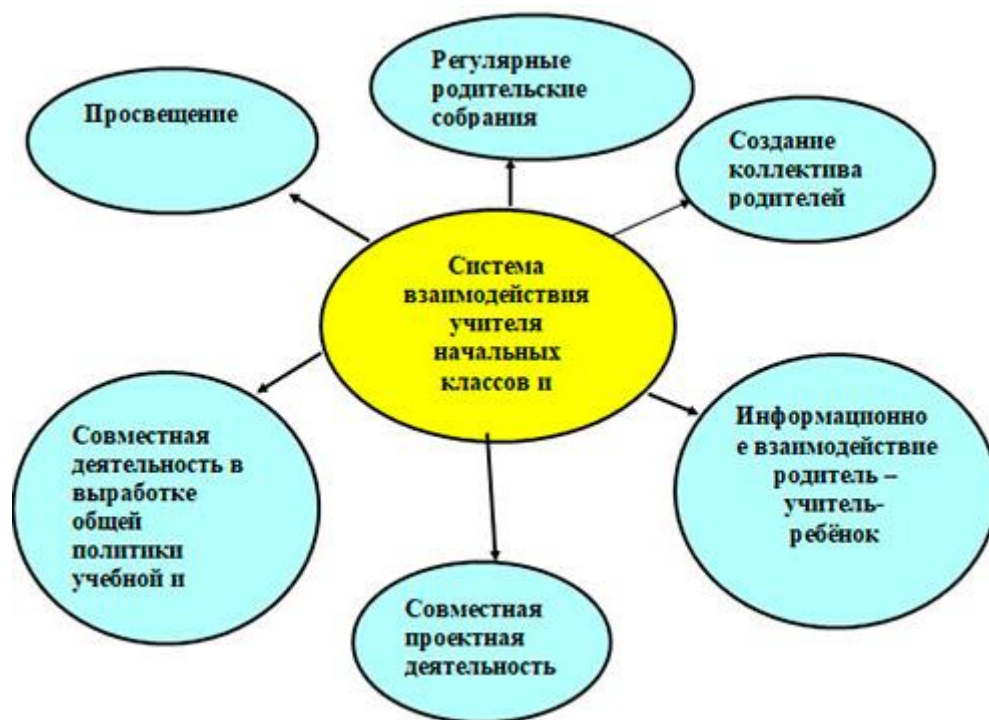 Регулярные
родительские
собрания
Просвещение
Создание
коллектива
родителей
Система
взаимодействия
учителя
начальных
классов и
Совместная
деятельность в
выработке
общей
политики
учебной и
Информационно
е взаимодействие
родитель –
учитель-
ребёнок
Совместная
проектная
деятельность